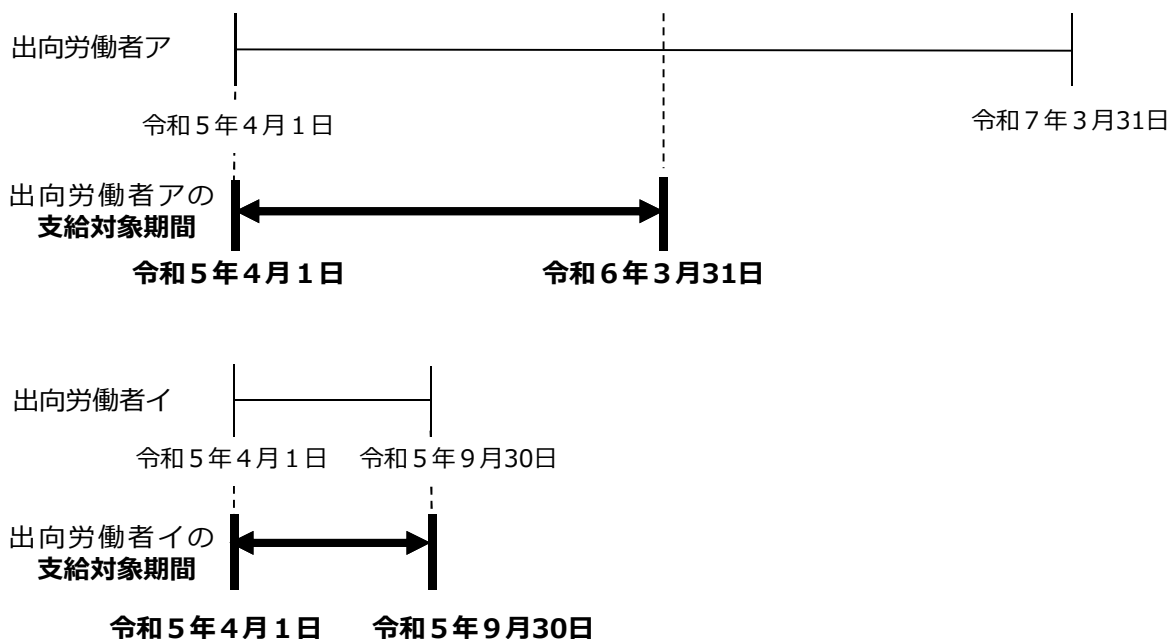 出向労働者ア
令和５年４月１日
令和７年３月31日
出向労働者アの
支給対象期間
令和５年４月１日
令和６年３月31日
出向労働者イ
令和５年４月１日
令和５年９月30日
出向労働者イの
支給対象期間
令和５年４月１日
令和５年９月30日